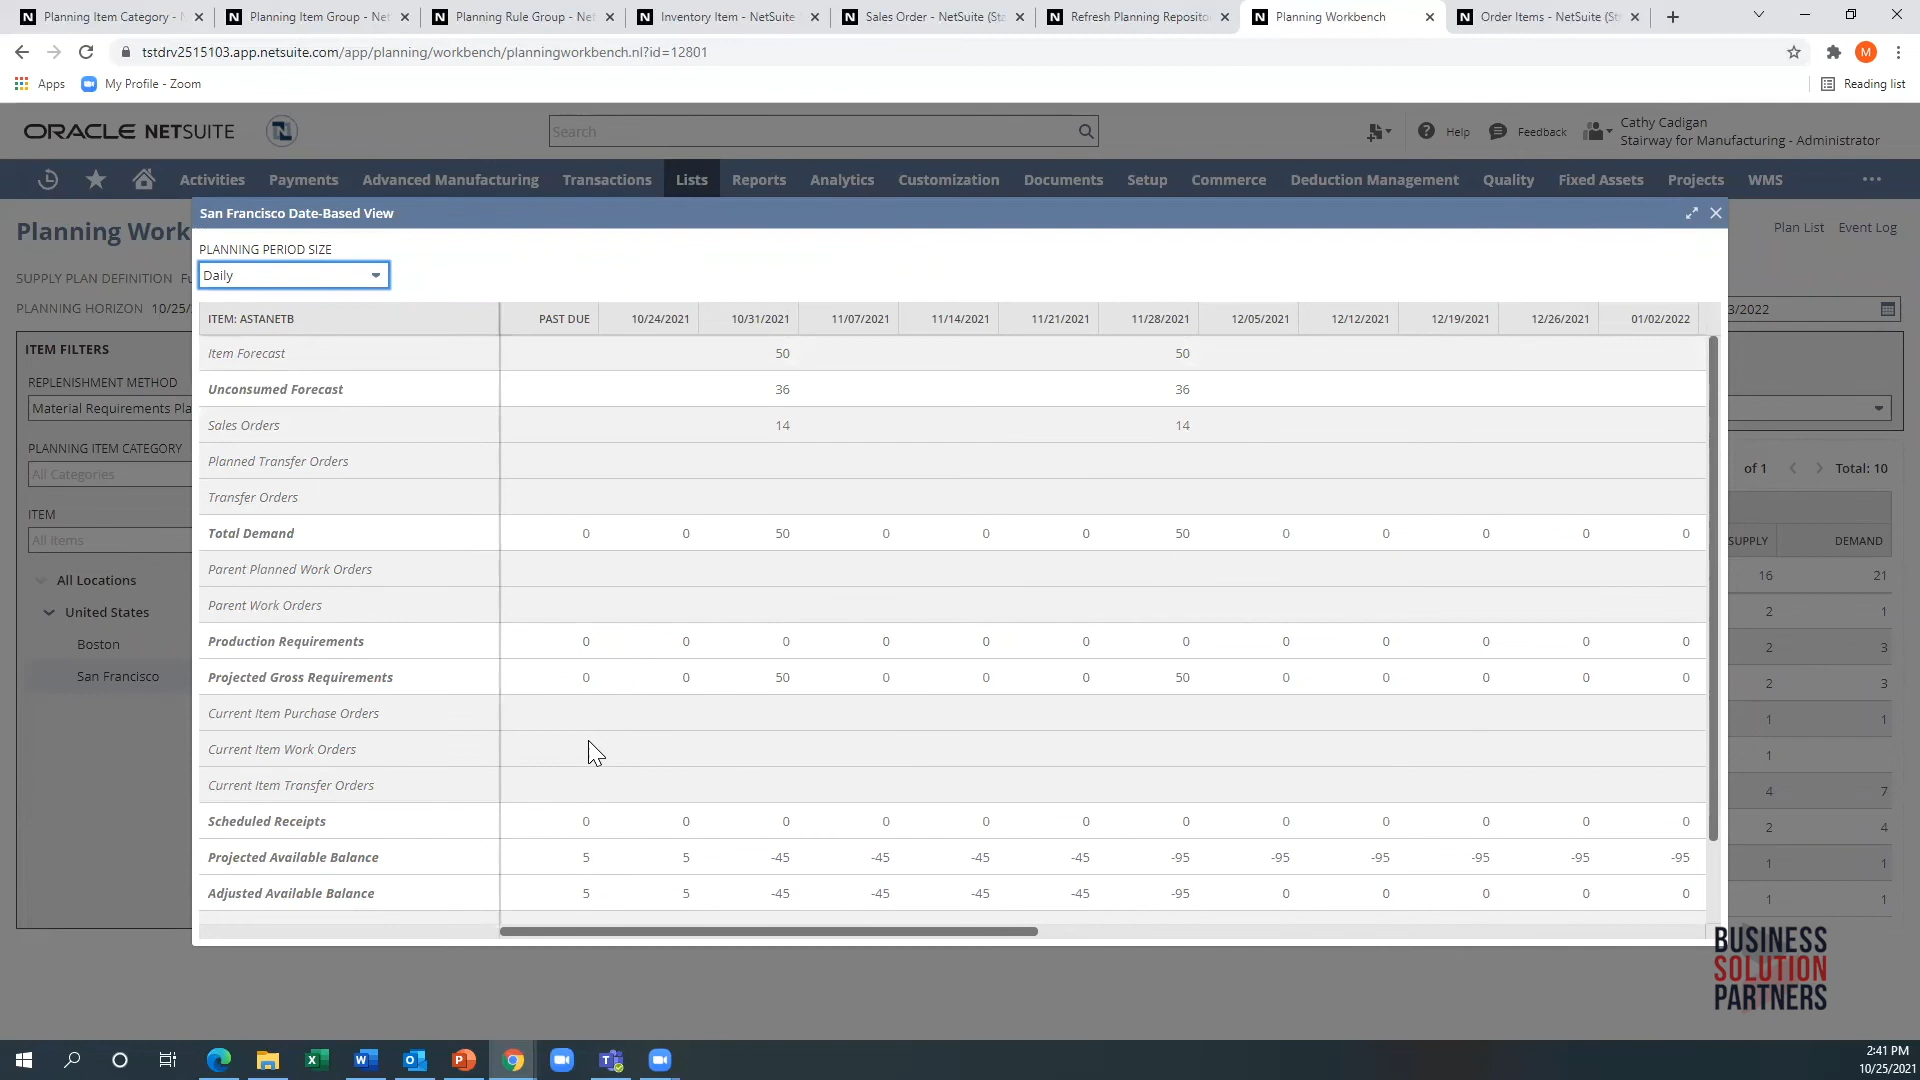 Planning Item Category - N
Planning Item Group - Net
Planning Rule Group - Net
Inventory Item - NetSuite
Sales Order - NetSuite (Sta
Refresh Planning Reposito
Planning Workbench
Order Items - NetSuite (St
tstdrv2515103.app.netsuite.com/app/planning/workbench/planningworkbench.nl?id=12801
M
Apps
My Profile - Zoom
Reading list
ORACLE NETSUITE
Search
Help
Feedback
Cathy Cadigan
Stairway for Manufacturing - Administrator
Activities Payments Advanced Manufacturing Transactions Lists Reports Analytics Customization Documents Setup Commerce Deduction Management Quality Fixed Assets Projects WMS
Planning Work
Plan List Event Log
San Francisco Date-Based View
PLANNING PERIOD SIZE
Daily
SUPPLY PLAN DEFINITION Fu
PLANNING HORIZON 10/25/
3/2022
ITEM FILTERS
REPLENISHMENT METHOD
Material Requirements Pla
PLANNING ITEM CATEGORY
All Categories
ITEM
All Items
All Locations
United States
Boston
San Francisco
ITEM: ASTANETB PAST DUE 10/24/2021 10/31/2021 11/07/2021 11/14/2021 11/21/2021 11/28/2021 12/05/2021 12/12/2021 12/19/2021 12/26/2021 01/02/2022
Item Forecast 50 50
Unconsumed Forecast 36 36
Sales Orders 14 14
Planned Transfer Orders
Transfer Orders
Total Demand 0 0 50 0 0 0 50 0 0 0 0 0
Parent Planned Work Orders
Parent Work Orders
Production Requirements 0 0 0 0 0 0 0 0 0 0 0 0
Projected Gross Requirements 0 0 50 0 0 0 50 0 0 0 0 0
Current Item Purchase Orders
Current Item Work Orders
Current Item Transfer Orders
Scheduled Receipts 0 0 0 0 0 0 0 0 0 0 0 0
Projected Available Balance 5 5 -45 -45 -45 -45 -95 -95 -95 -95 -95 -95
Adjusted Available Balance 5 5 -45 -45 -45 -45 -95 0 0 0 0 0
of 1 Total: 10
SUPPLY DEMAND
16 21
2 1
2 3
2 3
1 1
1
4 7
2 4
1 1
1 1
BUSINESS
SOLUTION
PARTNERS
2:41 PM
10/25/2021